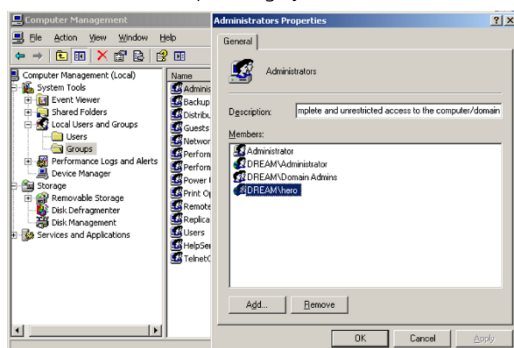 Computer Management
File Action View Window Help
Computer Management (Local)
System Tools
Event Viewer
Shared Folders
Local Users and Groups
Users
Groups
Performance Logs and Alerts
Device Manager
Storage
Removable Storage
Disk Defragmenter
Disk Management
Services and Applications
Name
Adminis
Backup
Distribu
Guests
Networ
Perform
Perform
Power
Print Op
Remote
Replica
Users
HelpSer
TelnetC
Administrators Properties
General
Administrators
Description: mplete and unrestricted access to the computer/domain
Members:
Administrator
DREAM\Administrator
DREAM\Domain Admins
DREAM\hero
Add... Remove
OK Cancel Apply